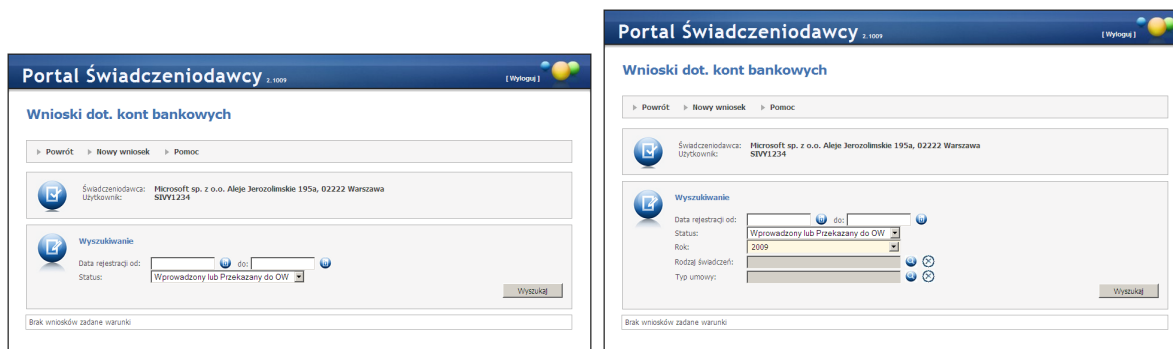 Portal Świadczeniodawcy 2.1009
[ Wyloguj ]
Wnioski dot. kont bankowych
Powrót Nowy wniosek Pomoc
Świadczeniodawca: Microsoft sp. z o.o. Aleje Jerozolimskie 195a, 02222 Warszawa
Użytkownik: SIVY1234
Wyszukiwanie
Data rejestracji od: do:
Status: Wprowadzony lub Przekazany do OW
Wyszukaj
Brak wniosków zadane warunki
Portal Świadczeniodawcy 2.1009
[ Wyloguj ]
Wnioski dot. kont bankowych
Powrót Nowy wniosek Pomoc
Świadczeniodawca: Microsoft sp. z o.o. Aleje Jerozolimskie 195a, 02222 Warszawa
Użytkownik: SIVY1234
Wyszukiwanie
Data rejestracji od: do:
Status: Wprowadzony lub Przekazany do OW
Rok: 2009
Rodzaj świadczeń:
Typ umowy:
Wyszukaj
Brak wniosków zadane warunki